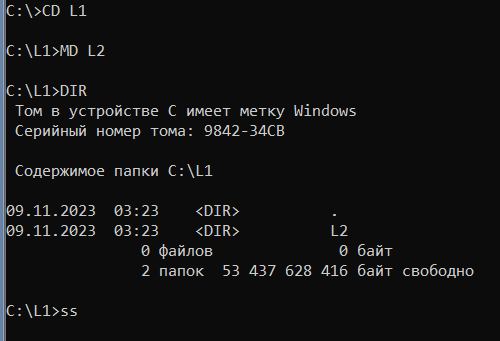 C:\>CD L1
C:\L1>MD L2
C:\L1>DIR
Том в устройстве C имеет метку Windows
Серийный номер тома: 9842-34CB
Содержимое папки C:\L1
09.11.2023  03:23    <DIR>          .
09.11.2023  03:23    <DIR>          L2
0 файлов              0 байт
2 папок  53 437 628 416 байт свободно
C:\L1>ss